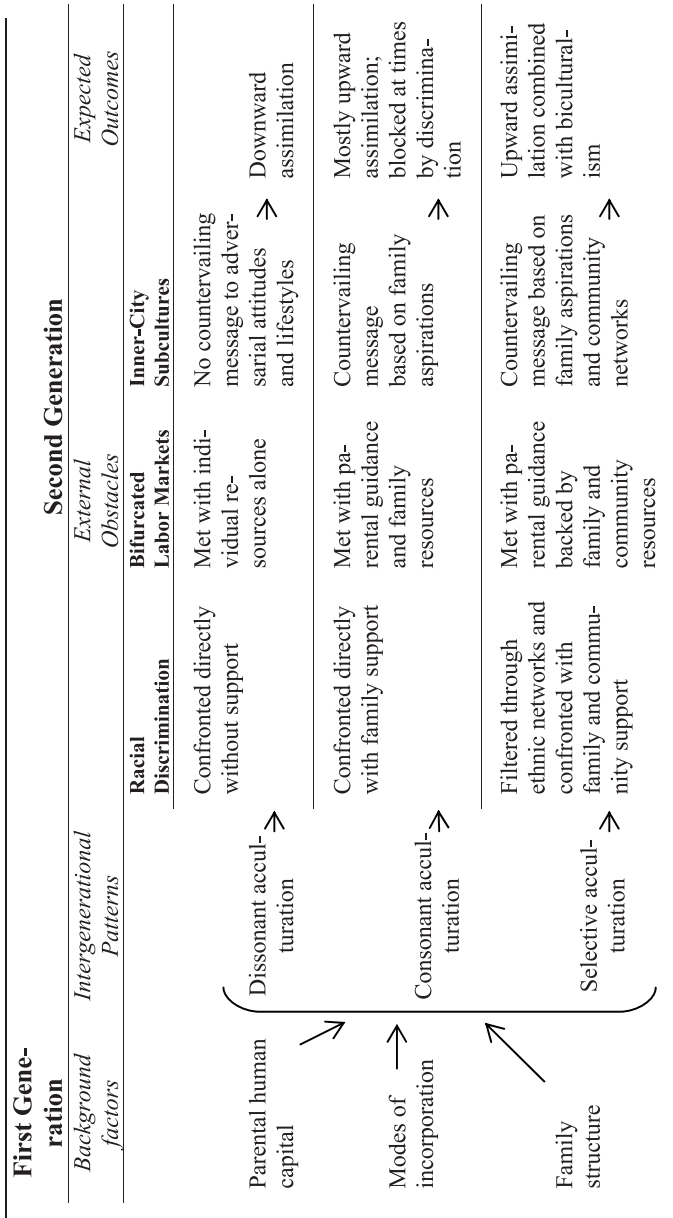 First Gene-
ration
Second Generation
Background
factors
Intergenerational
Patterns
External
Obstacles
Expected
Outcomes
Racial
Discrimination
Bifurcated
Labor Markets
Inner-City
Subcultures
Parental human
capital
Modes of
incorporation
Family
structure
Dissonant accul-
turation
Confronted directly
without support
Met with indi-
vidual re-
sources alone
No countervailing
message to adver-
sarial attitudes
and lifestyles
Downward
assimilation
Consonant accul-
turation
Confronted directly
with family support
Met with pa-
rental guidance
and family
resources
Countervailing
message
based on family
aspirations
Mostly upward
assimilation;
blocked at times
by discrimina-
tion
Selective accul-
turation
Filtered through
ethnic networks and
confronted with
family and commu-
nity support
Met with pa-
rental guidance
backed by
family and
community
resources
Countervailing
message based on
family aspirations
and community
networks
Upward assimi-
lation combined
with bicultural-
ism